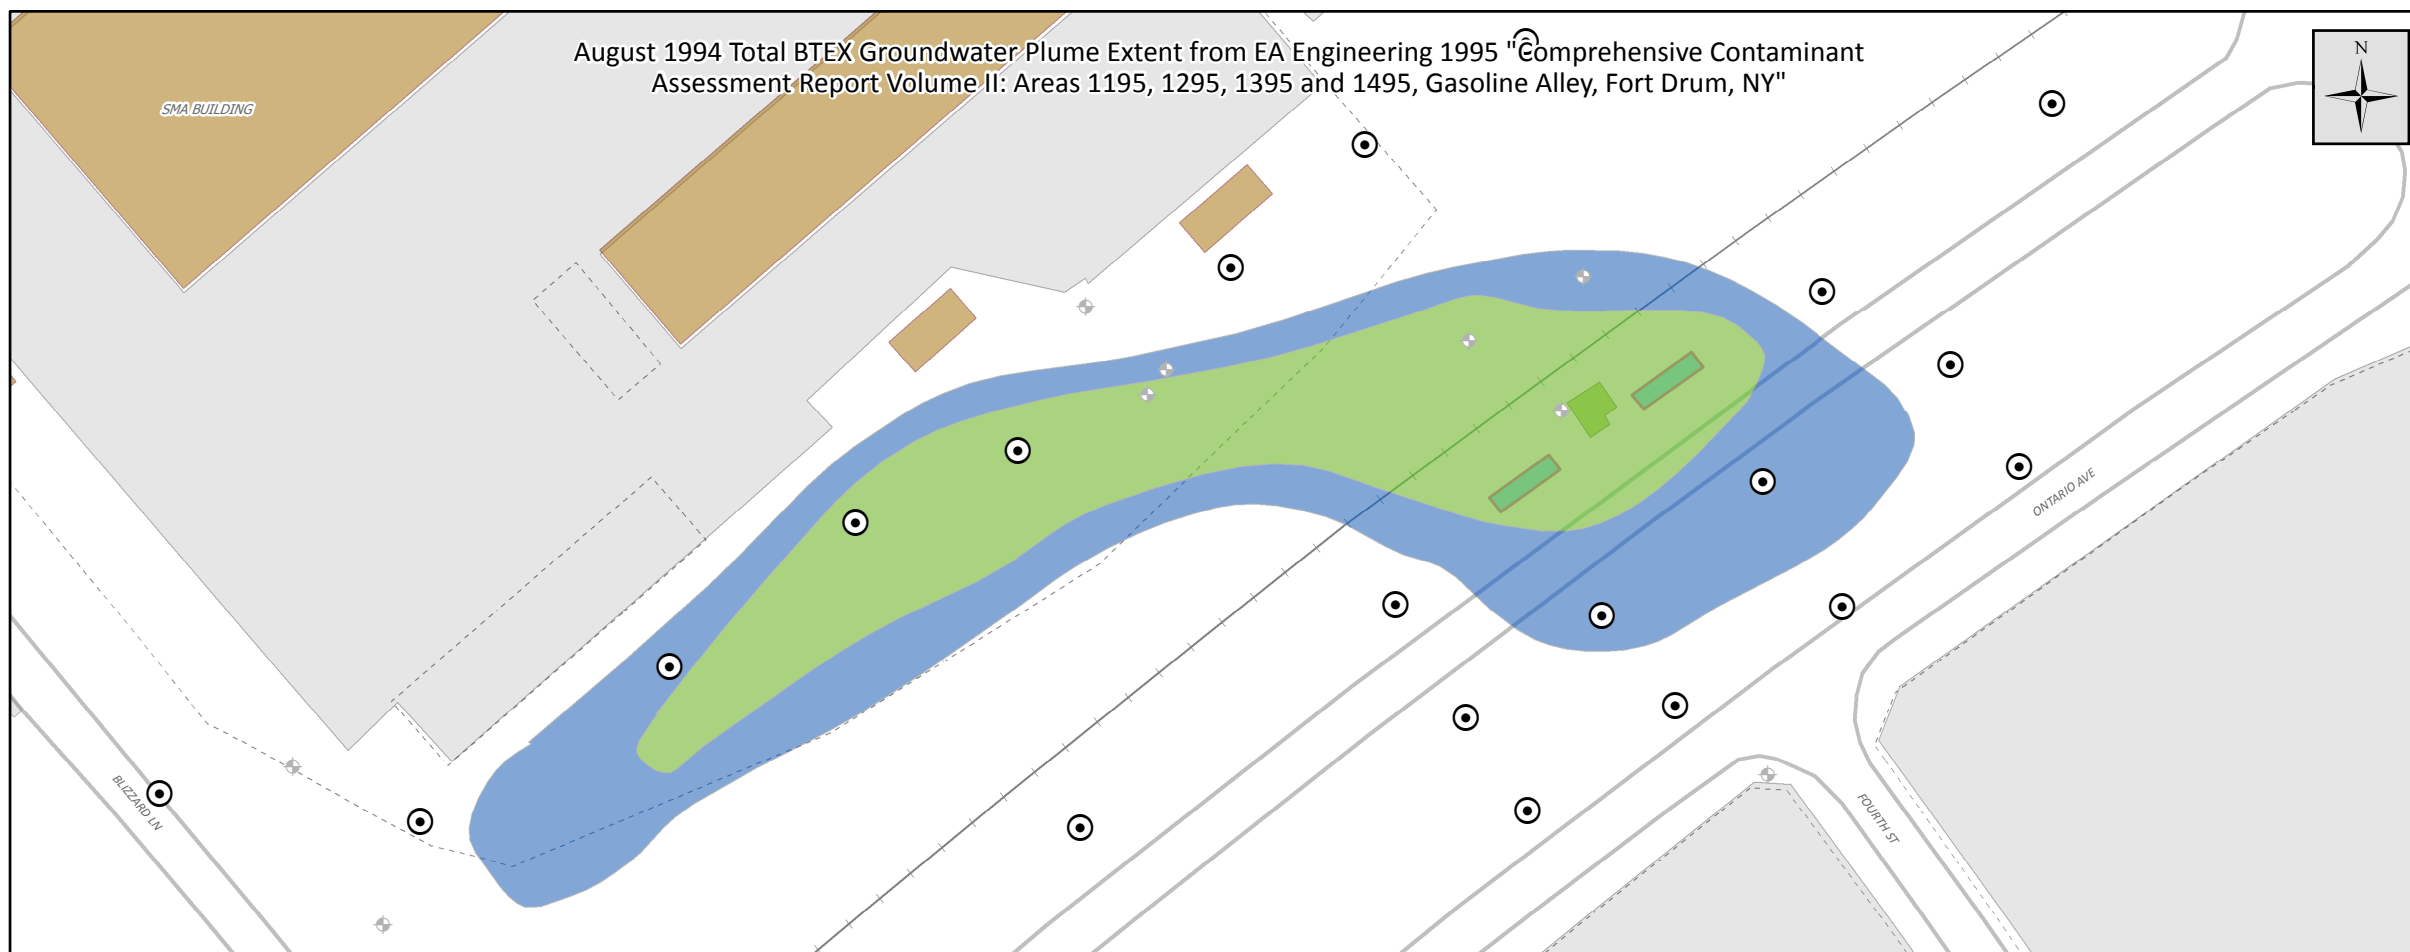 August 1994 Total BTEX Groundwater Plume Extent from EA Engineering 1995 "Comprehensive Contaminant
Assessment Report Volume II: Areas 1195, 1295, 1395 and 1495, Gasoline Alley, Fort Drum, NY"
N
SMA BUILDING
ONTARIO AVE
BLIZZARD LN
FOURTH ST